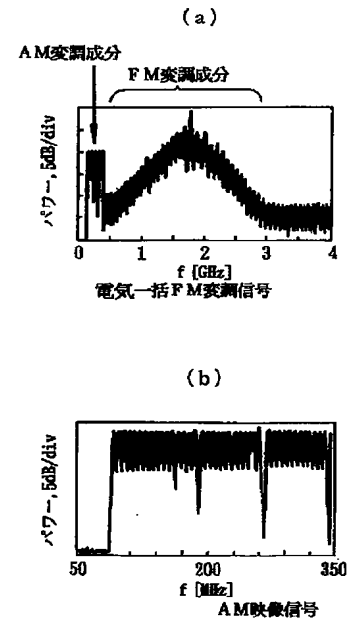 (a)
AM変調成分
FM変調成分
パワー, 5dB/div
0 1 2 3 4
f [GHz]
電気一括FM変調信号
(b)
パワー, 5dB/div
50 200 350
f [MHz]
AM映像信号